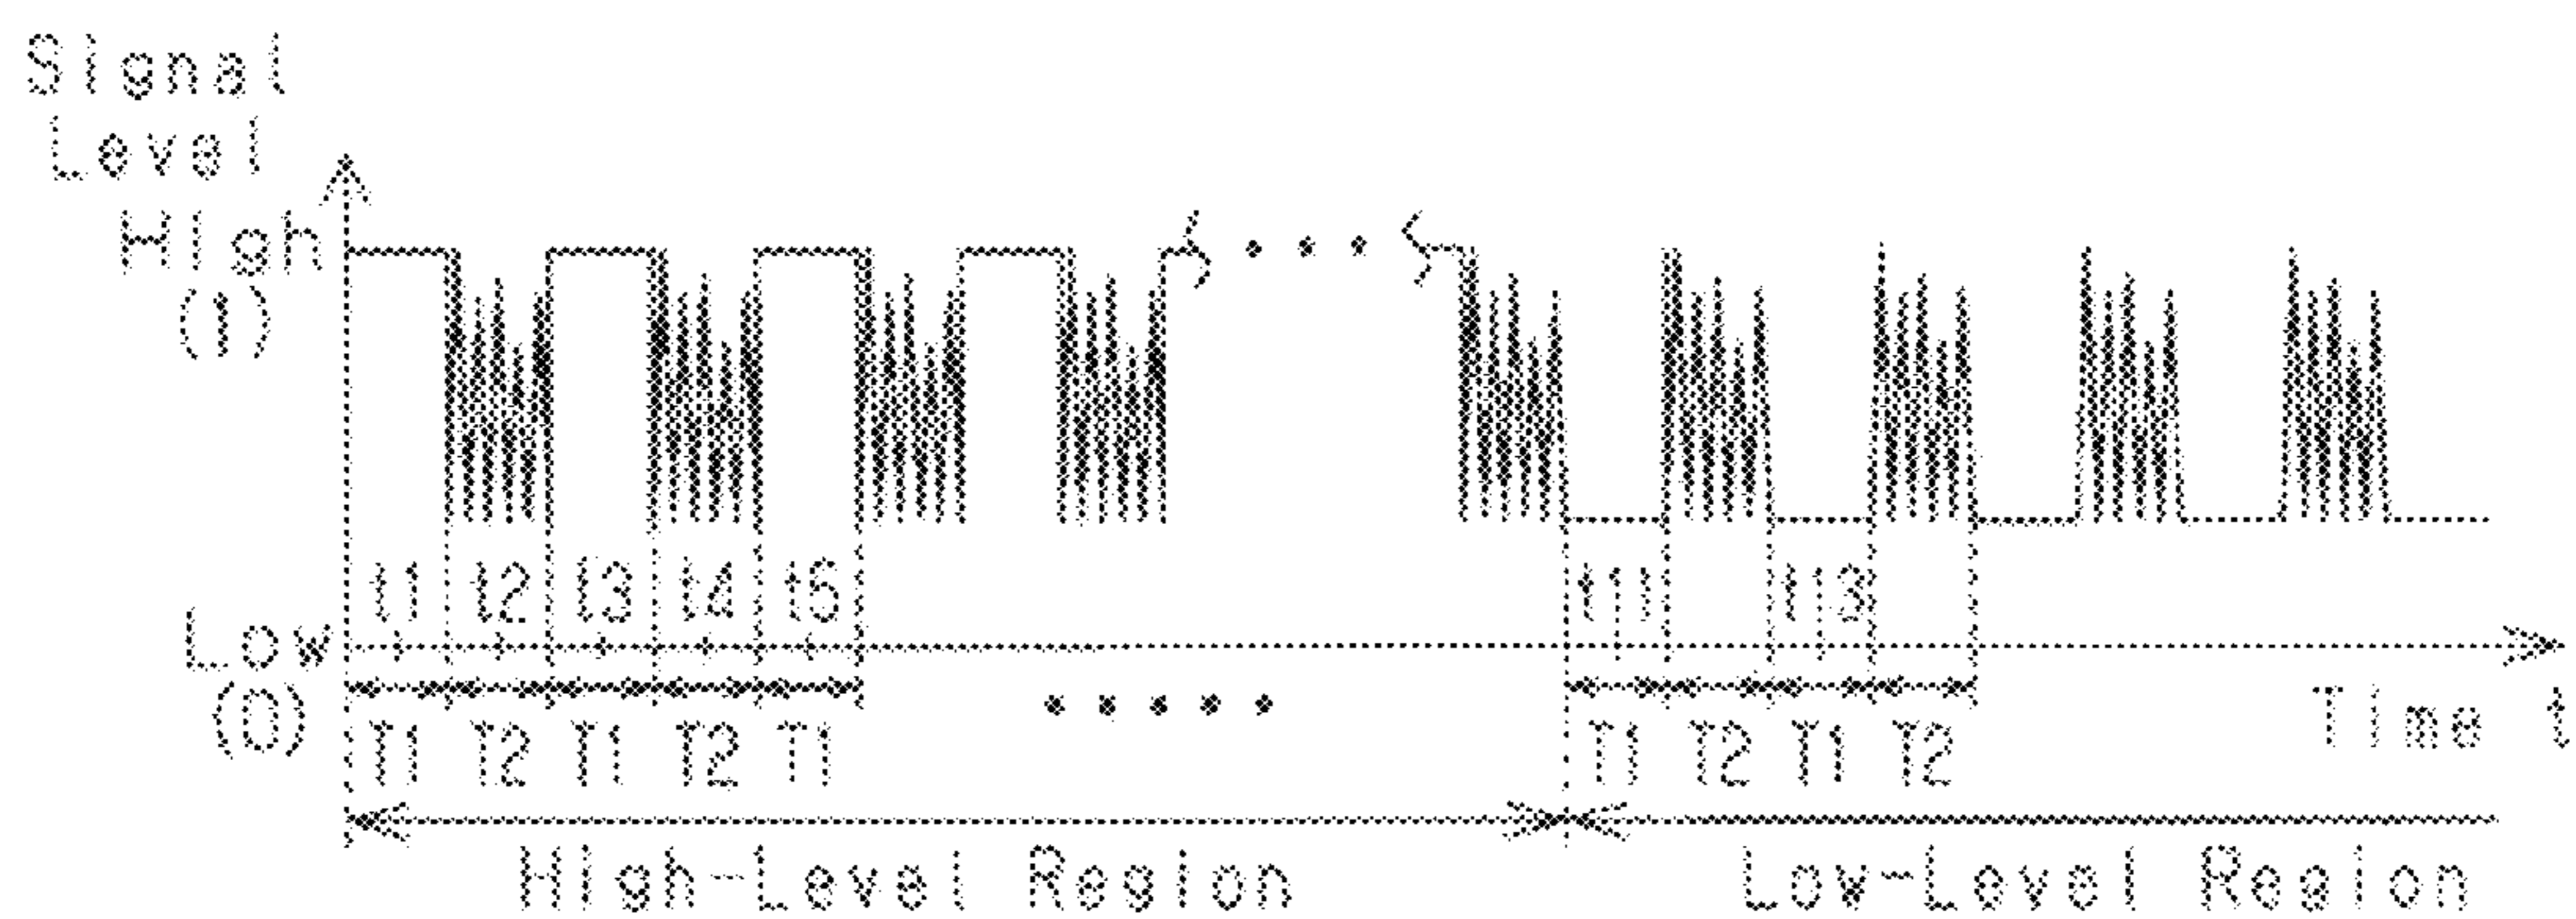 Signal
Level
High
(1)
t1 t2 t3 t4 t5 t11 t13
Low
(0)
T1 T2 T1 T2 T1 T1 T2 T1 T2
Time t
High-Level Region Low-Level Region